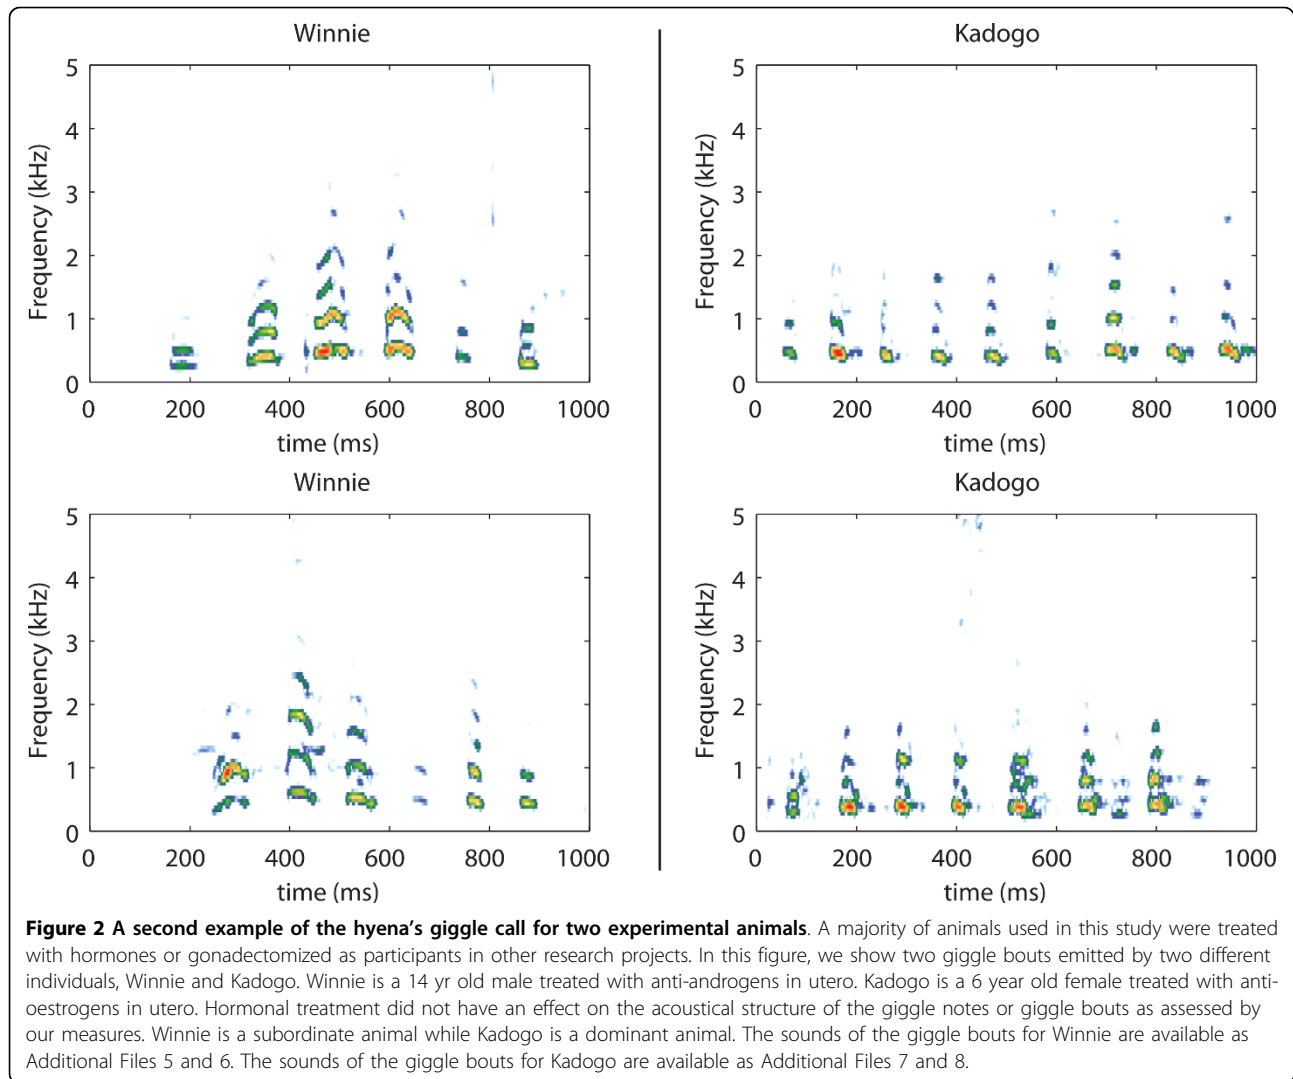 Winnie
Kadogo
5
4
3
2
1
0
Frequency (kHz)
0 200 400 600 800 1000
time (ms)
5
4
3
2
1
0
Frequency (kHz)
0 200 400 600 800 1000
time (ms)
Winnie
Kadogo
5
4
3
2
1
0
Frequency (kHz)
0 200 400 600 800 1000
time (ms)
5
4
3
2
1
0
Frequency (kHz)
0 200 400 600 800 1000
time (ms)
Figure 2 A second example of the hyena's giggle call for two experimental animals. A majority of animals used in this study were treated
with hormones or gonadectomized as participants in other research projects. In this figure, we show two giggle bouts emitted by two different
individuals, Winnie and Kadogo. Winnie is a 14 yr old male treated with anti-androgens in utero. Kadogo is a 6 year old female treated with anti-
oestrogens in utero. Hormonal treatment did not have an effect on the acoustical structure of the giggle notes or giggle bouts as assessed by
our measures. Winnie is a subordinate animal while Kadogo is a dominant animal. The sounds of the giggle bouts for Winnie are available as
Additional Files 5 and 6. The sounds of the giggle bouts for Kadogo are available as Additional Files 7 and 8.